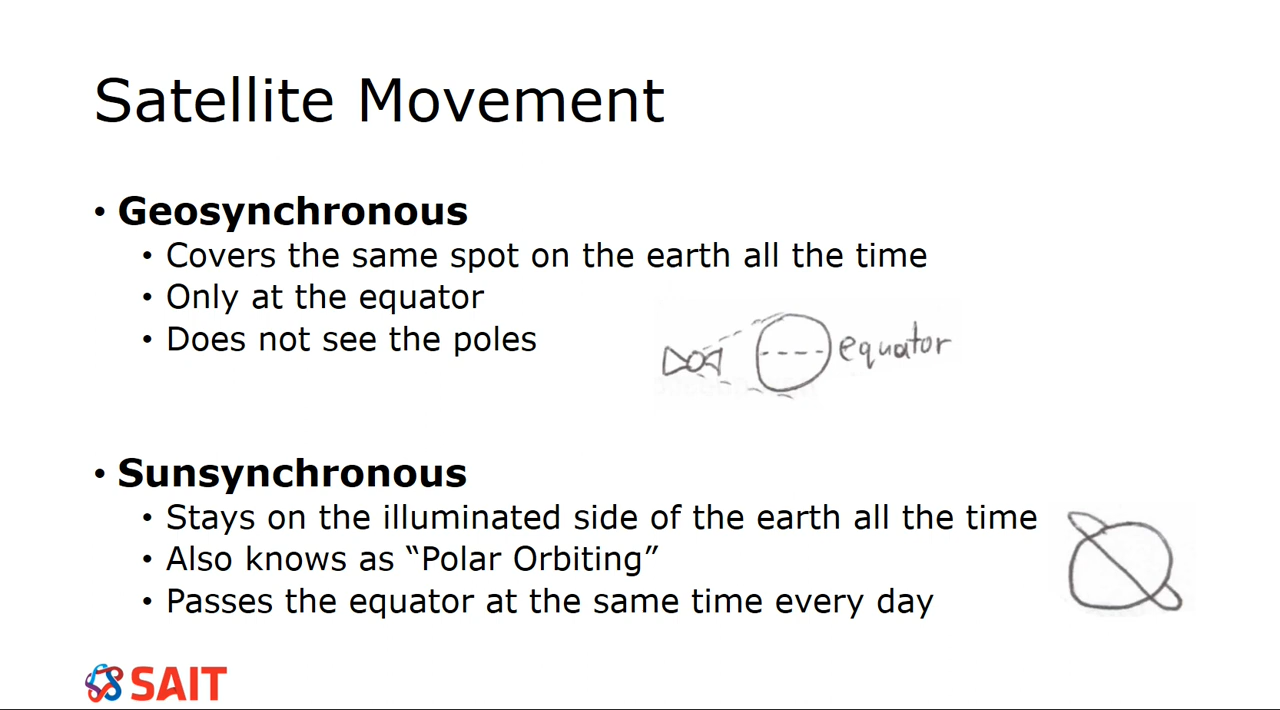 Satellite Movement
• Geosynchronous
• Covers the same spot on the earth all the time
• Only at the equator
• Does not see the poles
equator
• Sunsynchronous
• Stays on the illuminated side of the earth all the time
• Also knows as “Polar Orbiting”
• Passes the equator at the same time every day
SAIT